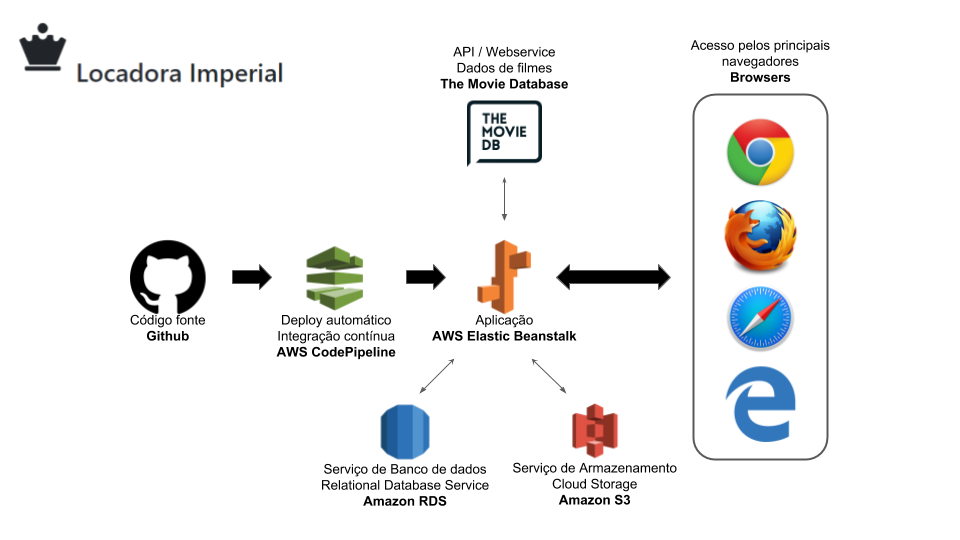 Locadora Imperial
API / Webservice
Dados de filmes
The Movie Database
THE
MOVIE
DB
Acesso pelos principais
navegadores
Browsers
Código fonte
Github
Deploy automático
Integração contínua
AWS CodePipeline
Aplicação
AWS Elastic Beanstalk
Serviço de Banco de dados
Relational Database Service
Amazon RDS
Serviço de Armazenamento
Cloud Storage
Amazon S3